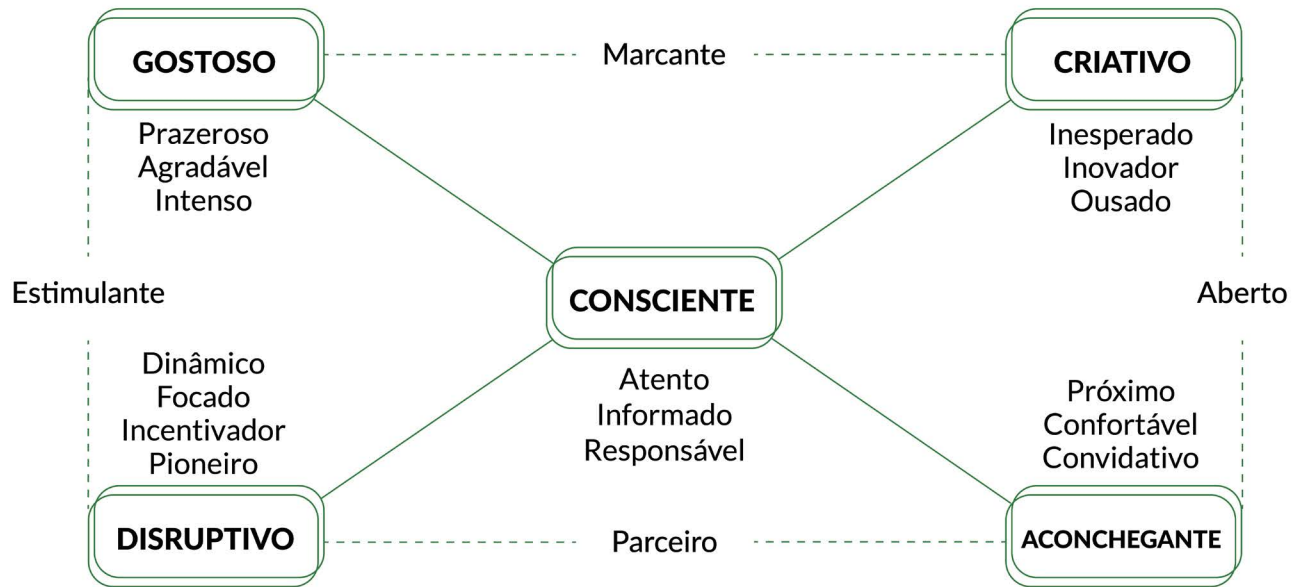 GOSTOSO
Marcante
CRIATIVO
Prazeroso
Agradável
Intenso
Inesperado
Inovador
Ousado
Estimulante
CONSCIENTE
Aberto
Atento
Informado
Responsável
Dinâmico
Focado
Incentivador
Pioneiro
Próximo
Confortável
Convidativo
DISRUPTIVO
Parceiro
ACONCHEGANTE